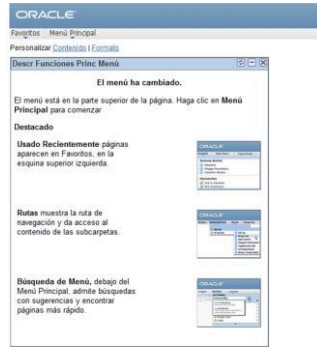 ORACLE
Favoritos Menú Principal
Personalizar Contenido | Formato
Descr Funciones Princ Menú
El menú ha cambiado.
El menú está en la parte superior de la página. Haga clic en Menú
Principal para comenzar
Destacado
Usado Recientemente páginas
aparecen en Favoritos, en la
esquina superior izquierda.
ORACLE
Rutas muestra la ruta de
navegación y da acceso al
contenido de las subcarpetas.
ORACLE
Búsqueda de Menú, debajo del
Menú Principal, admite búsquedas
con sugerencias y encontrar
páginas más rápido.
ORACLE